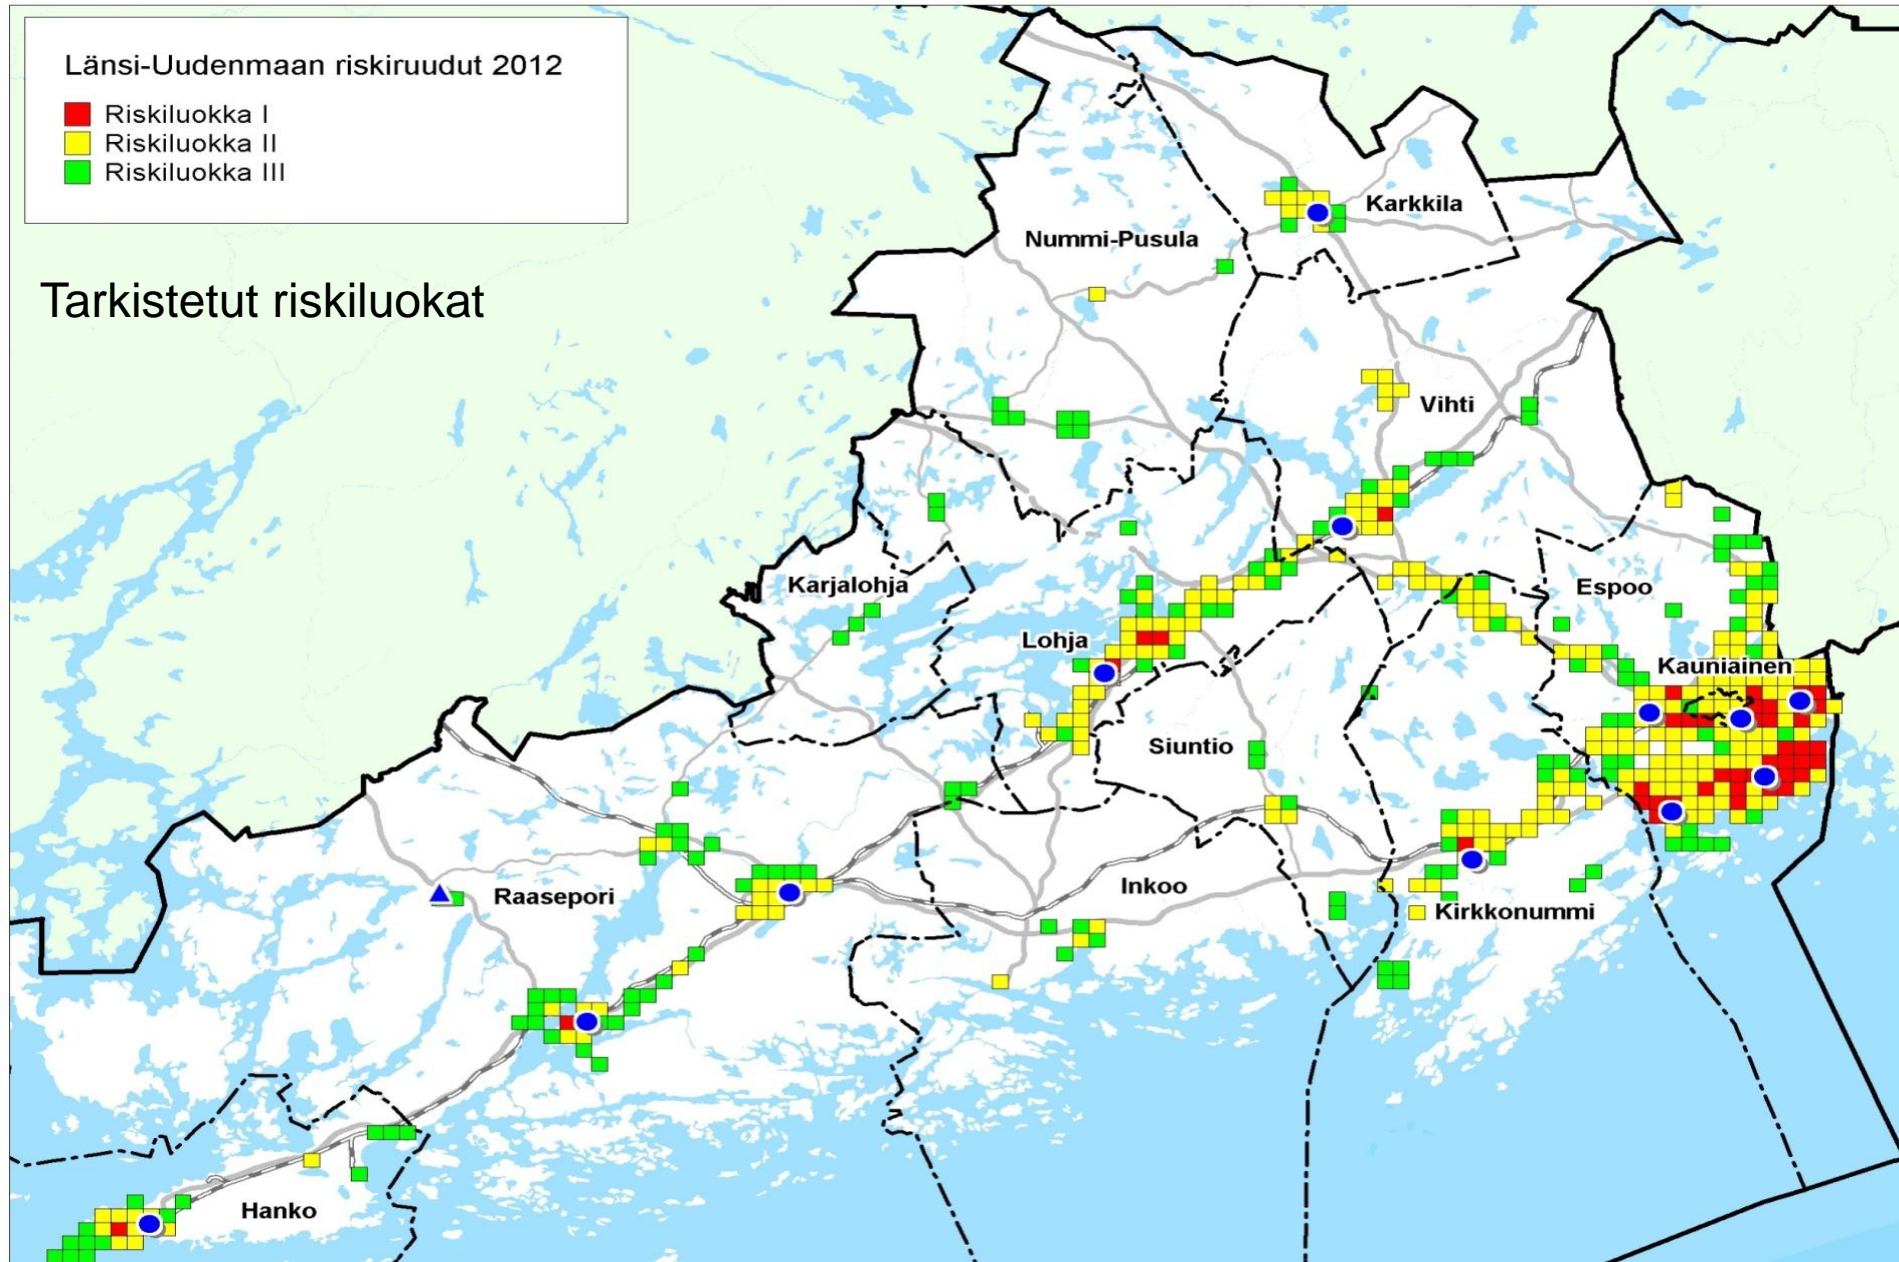 Länsi-Uudenmaan riskiruudut 2012
Riskiluokka I
Riskiluokka II
Riskiluokka III
Tarkistetut riskiluokat
Karkkila
Nummi-Pusula
Vihti
Karjalohja
Espoo
Lohja
Kauniainen
Siuntio
Inkoo
Raasepori
Kirkkonummi
Hanko